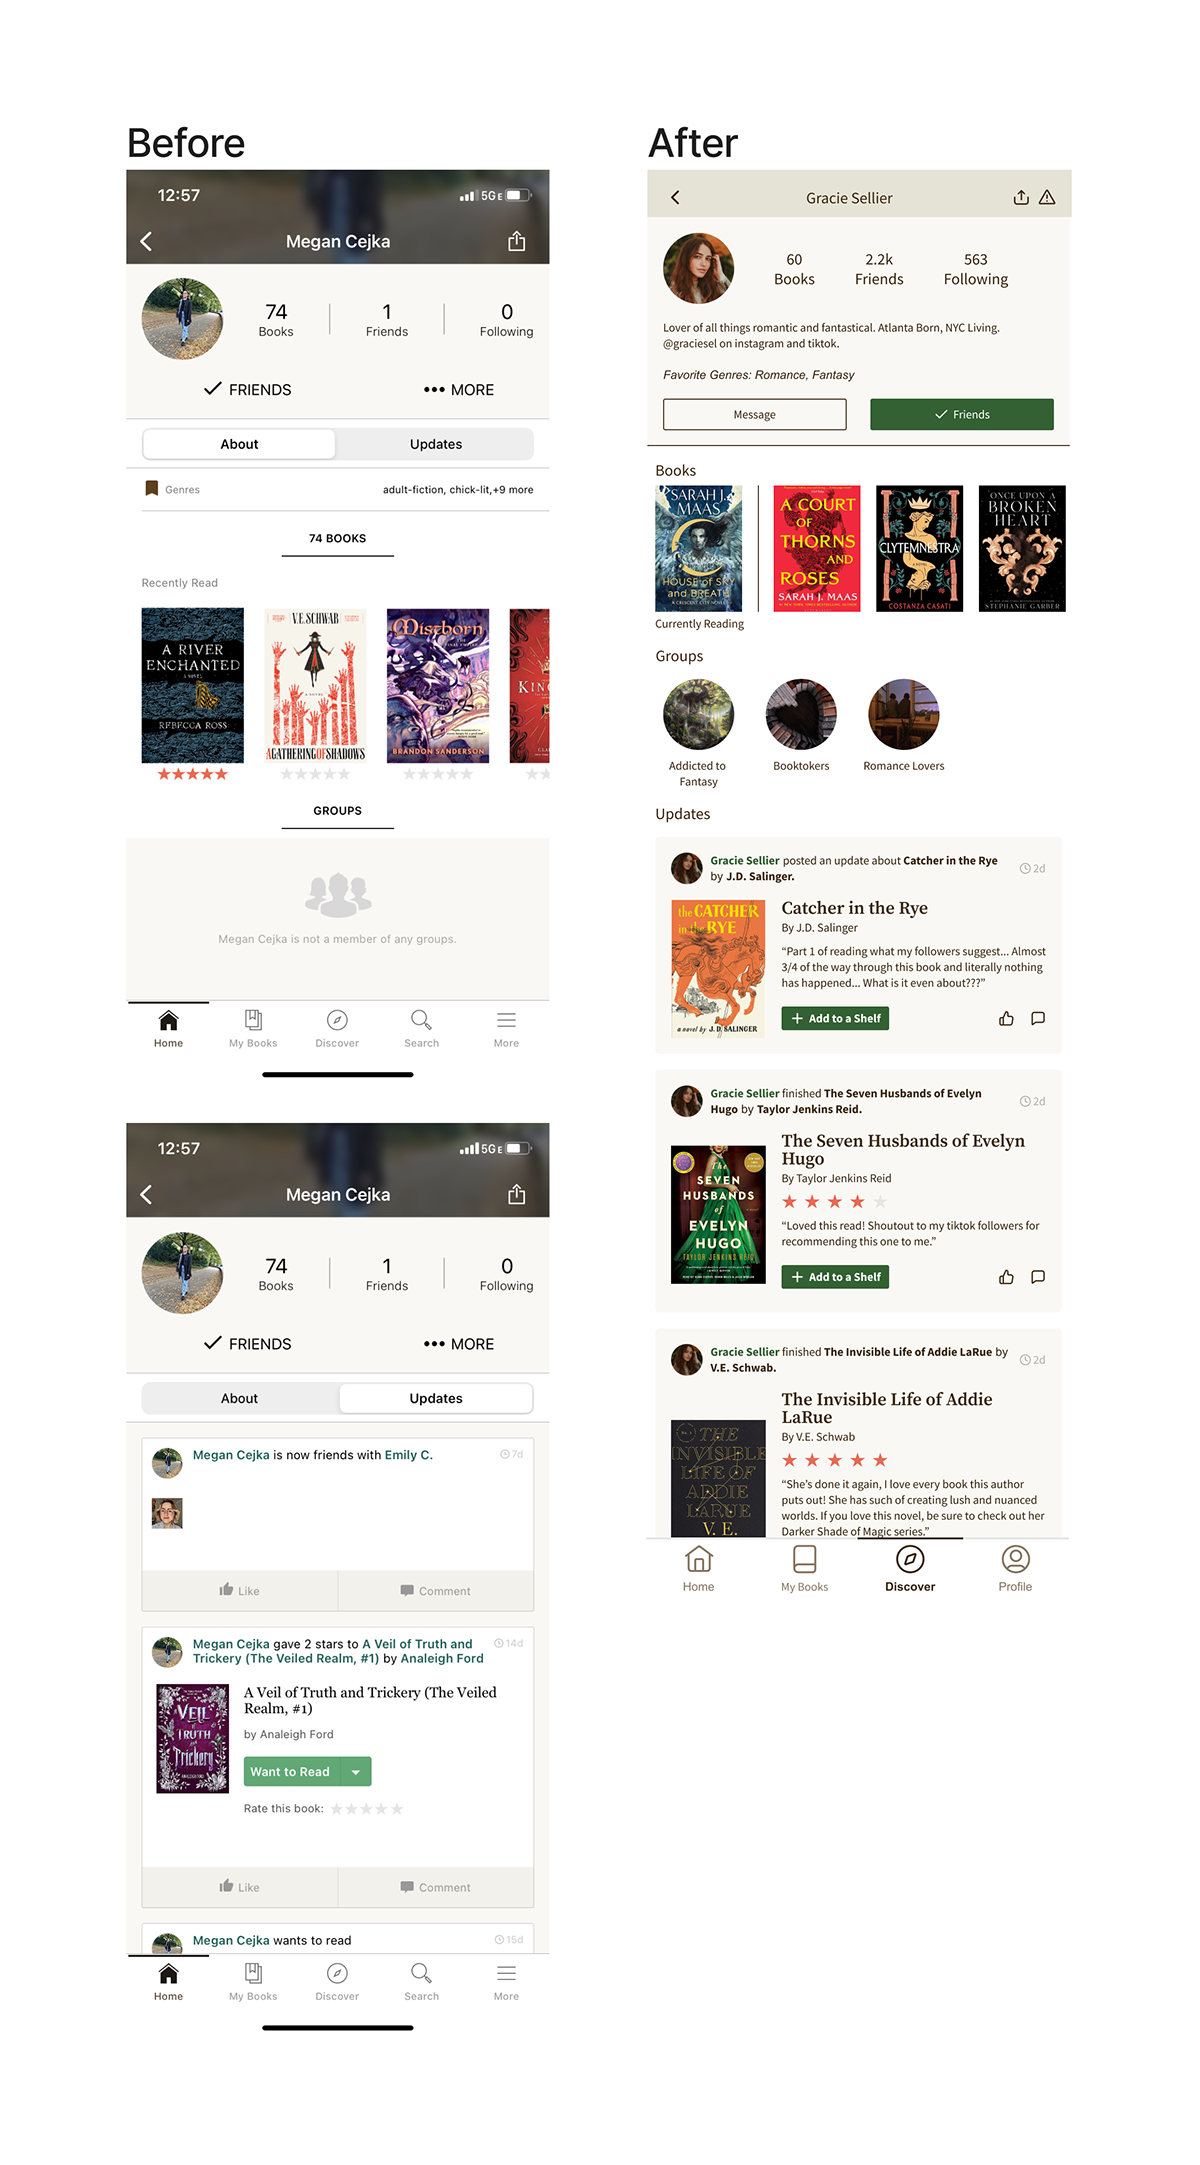 Before
12:57
5GE
Megan Cejka
74
Books
1
Friends
0
Following
FRIENDS
MORE
About
Updates
Genres
adult-fiction, chick-lit,+9 more
74 BOOKS
Recently Read
A RIVER
ENCHANTED
A NOVEL
REBECCA ROSS
V.E. SCHWAB
A NOVEL
A GATHERING OF SHADOWS
Mistborn
THE FINAL EMPIRE
BRANDON SANDERSON
KIN
GROUPS
Megan Cejka is not a member of any groups.
Home
My Books
Discover
Search
More
12:57
5GE
Megan Cejka
74
Books
1
Friends
0
Following
FRIENDS
MORE
About
Updates
Megan Cejka is now friends with Emily C.
7d
Like
Comment
Megan Cejka gave 2 stars to A Veil of Truth and
Trickery (The Veiled Realm, #1) by Analeigh Ford
14d
VEIL
of
TRUTH
and
Trickery
A Veil of Truth and Trickery (The Veiled
Realm, #1)
by Analeigh Ford
Want to Read
Rate this book:
Like
Comment
Megan Cejka wants to read
15d
Home
My Books
Discover
Search
More
After
Gracie Sellier
60
Books
2.2k
Friends
563
Following
Lover of all things romantic and fantastical. Atlanta Born, NYC Living.
@graciesel on instagram and tiktok.
Favorite Genres: Romance, Fantasy
Message
Friends
Books
SARAH J.
MAAS
HOUSE of SKY
and BREATH
A CRESCENT CITY NOVEL
A COURT
OF
THORNS
AND
ROSES
SARAH J. MAAS
CLYTEMNESTRA
A NOVEL
COSTANZA CASATI
ONCE UPON A
BROKEN
HEART
STEPHANIE GARBER
Currently Reading
Groups
Addicted to
Fantasy
Booktokers
Romance Lovers
Updates
Gracie Sellier posted an update about Catcher in the Rye
by J.D. Salinger.
2d
the CATCHER
in the RYE
a novel by J. D. SALINGER
Catcher in the Rye
By J.D. Salinger
“Part 1 of reading what my followers suggest... Almost
3/4 of the way through this book and literally nothing
has happened... What is it even about???”
Add to a Shelf
Gracie Sellier finished The Seven Husbands of Evelyn
Hugo by Taylor Jenkins Reid.
2d
The
SEVEN
HUSBANDS
of
EVELYN
HUGO
TAYLOR JENKINS REID
The Seven Husbands of Evelyn
Hugo
By Taylor Jenkins Reid
“Loved this read! Shoutout to my tiktok followers for
recommending this one to me.”
Add to a Shelf
Gracie Sellier finished The Invisible Life of Addie LaRue by
V.E. Schwab.
2d
THE
INVISIBLE
LIFE OF
ADDIE
LARUE
V. E.
The Invisible Life of Addie
LaRue
By V.E. Schwab
“She’s done it again, I love every book this author
puts out! She has such of creating lush and nuanced
worlds. If you love this novel, be sure to check out her
Darker Shade of Magic series.”
Home
My Books
Discover
Profile